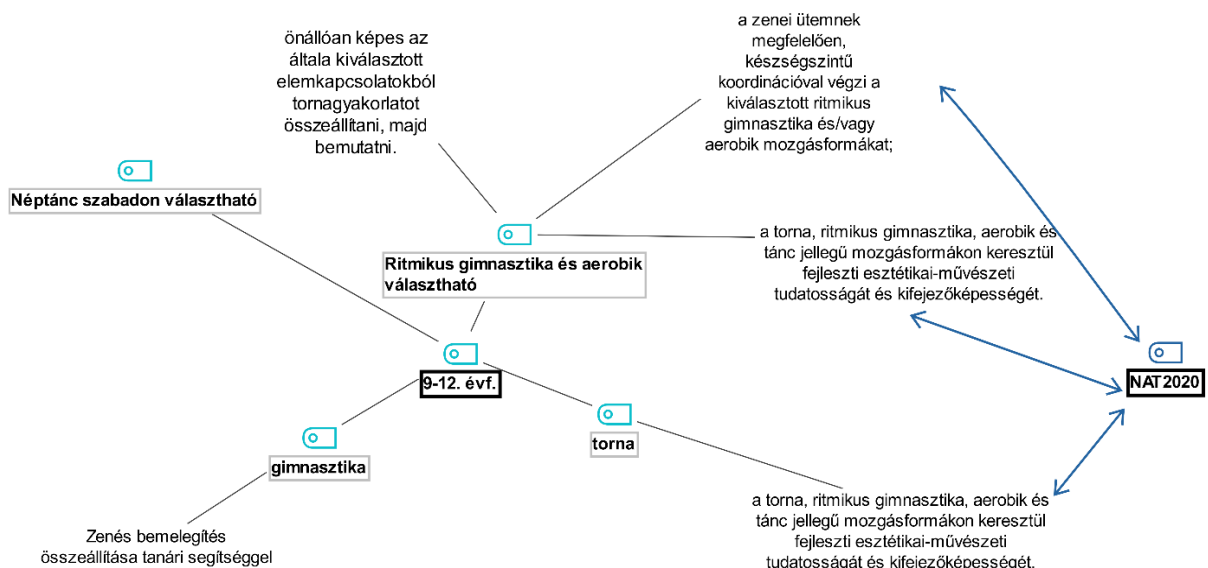 önállóan képes az
általa kiválasztott
elemkapcsolatokból
tornagyakorlatot
összeállítani, majd
bemutatni.
a zenei ütemnek
megfelelően,
készségszintű
koordinációval végzi a
kiválasztott ritmikus
gimnasztika és/vagy
aerobik mozgásformákat;
Néptánc szabadon választható
Ritmikus gimnasztika és aerobik
választható
a torna, ritmikus gimnasztika, aerobik és
tánc jellegű mozgásformákon keresztül
fejleszti esztétikai-művészeti
tudatosságát és kifejezőképességét.
9-12. évf.
NAT2020
torna
gimnasztika
Zenés bemelegítés
összeállítása tanári segítséggel
a torna, ritmikus gimnasztika, aerobik és
tánc jellegű mozgásformákon keresztül
fejleszti esztétikai-művészeti
tudatosságát és kifejezőképességét.